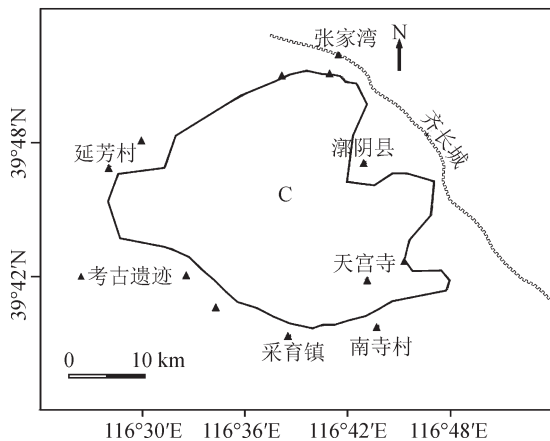 张家湾
N
39°48′N
延芳村
漷阴县
齐长城
C
天宫寺
39°42′N
考古遗迹
采育镇
南寺村
0 10 km
116°30′E 116°36′E 116°42′E 116°48′E